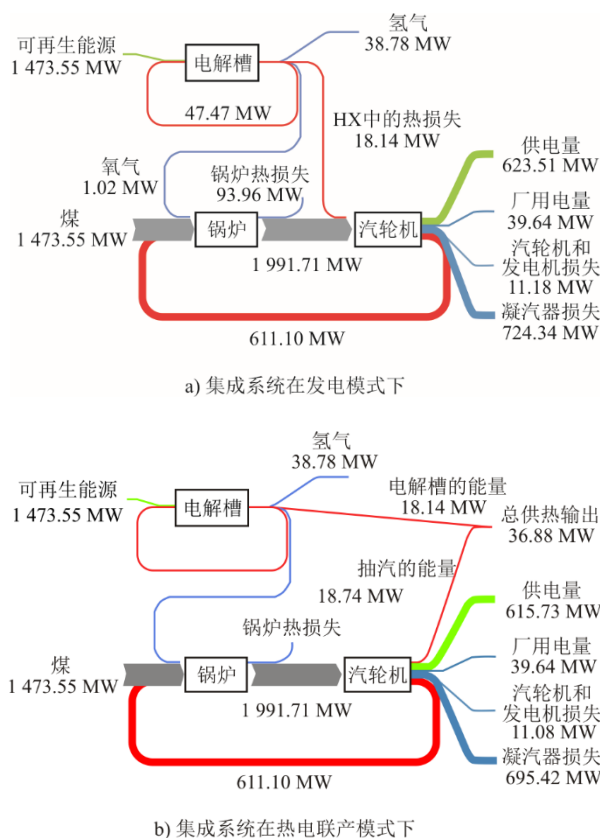 氢气
38.78 MW
可再生能源
1 473.55 MW
电解槽
47.47 MW
HX中的热损失
18.14 MW
供电量
623.51 MW
氧气
1.02 MW
锅炉热损失
93.96 MW
厂用电量
39.64 MW
煤
1 473.55 MW
锅炉
汽轮机
汽轮机和
发电机损失
11.18 MW
1 991.71 MW
凝汽器损失
724.34 MW
611.10 MW
a) 集成系统在发电模式下
氢气
38.78 MW
可再生能源
1 473.55 MW
电解槽
电解槽的能量
18.14 MW
总供热输出
36.88 MW
抽汽的能量
18.74 MW
供电量
615.73 MW
锅炉热损失
厂用电量
39.64 MW
煤
1 473.55 MW
锅炉
汽轮机
汽轮机和
发电机损失
11.08 MW
1 991.71 MW
凝汽器损失
695.42 MW
611.10 MW
b) 集成系统在热电联产模式下